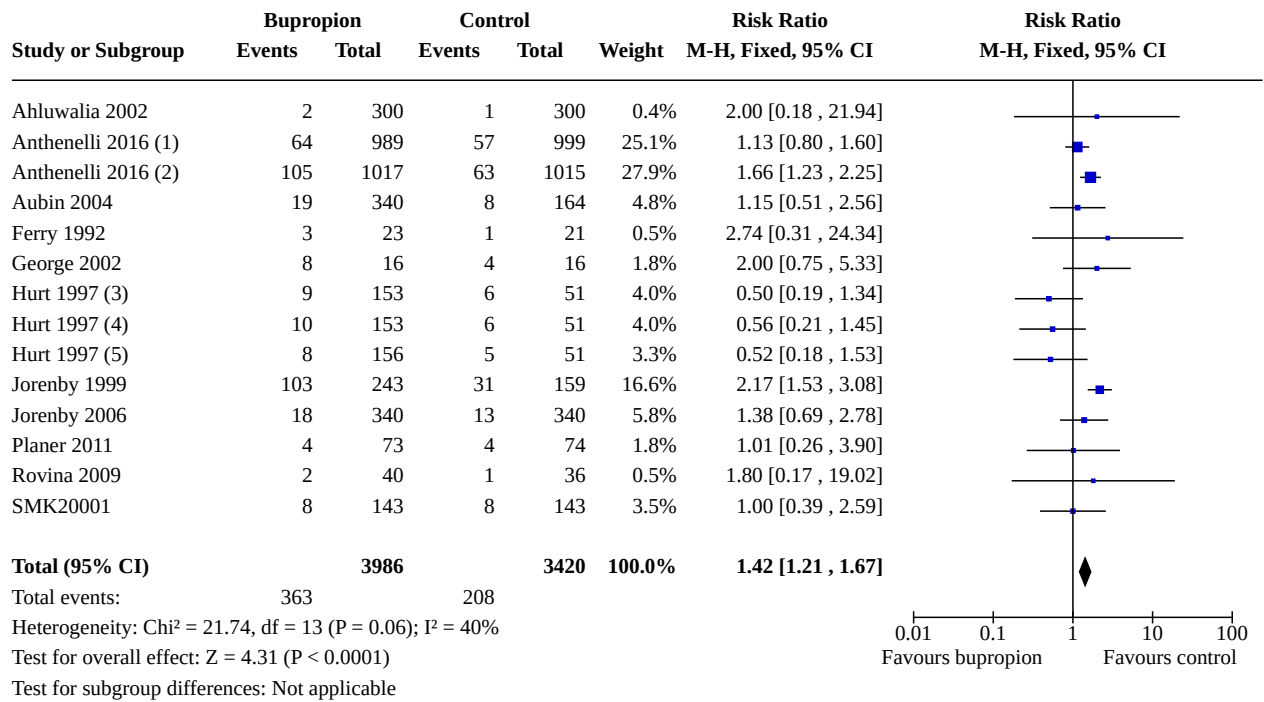 Bupropion Control Risk Ratio Risk Ratio
Study or Subgroup Events Total Events Total Weight M-H, Fixed, 95% CI M-H, Fixed, 95% CI
Ahluwalia 2002 2 300 1 300 0.4% 2.00 [0.18 , 21.94]
Anthenelli 2016 (1) 64 989 57 999 25.1% 1.13 [0.80 , 1.60]
Anthenelli 2016 (2) 105 1017 63 1015 27.9% 1.66 [1.23 , 2.25]
Aubin 2004 19 340 8 164 4.8% 1.15 [0.51 , 2.56]
Ferry 1992 3 23 1 21 0.5% 2.74 [0.31 , 24.34]
George 2002 8 16 4 16 1.8% 2.00 [0.75 , 5.33]
Hurt 1997 (3) 9 153 6 51 4.0% 0.50 [0.19 , 1.34]
Hurt 1997 (4) 10 153 6 51 4.0% 0.56 [0.21 , 1.45]
Hurt 1997 (5) 8 156 5 51 3.3% 0.52 [0.18 , 1.53]
Jorenby 1999 103 243 31 159 16.6% 2.17 [1.53 , 3.08]
Jorenby 2006 18 340 13 340 5.8% 1.38 [0.69 , 2.78]
Planer 2011 4 73 4 74 1.8% 1.01 [0.26 , 3.90]
Rovina 2009 2 40 1 36 0.5% 1.80 [0.17 , 19.02]
SMK20001 8 143 8 143 3.5% 1.00 [0.39 , 2.59]
Total (95% CI) 3986 3420 100.0% 1.42 [1.21 , 1.67]
Total events: 363 208
Heterogeneity: Chi² = 21.74, df = 13 (P = 0.06); I² = 40%
0.01 0.1 1 10 100
Test for overall effect: Z = 4.31 (P < 0.0001)
Favours bupropion Favours control
Test for subgroup differences: Not applicable